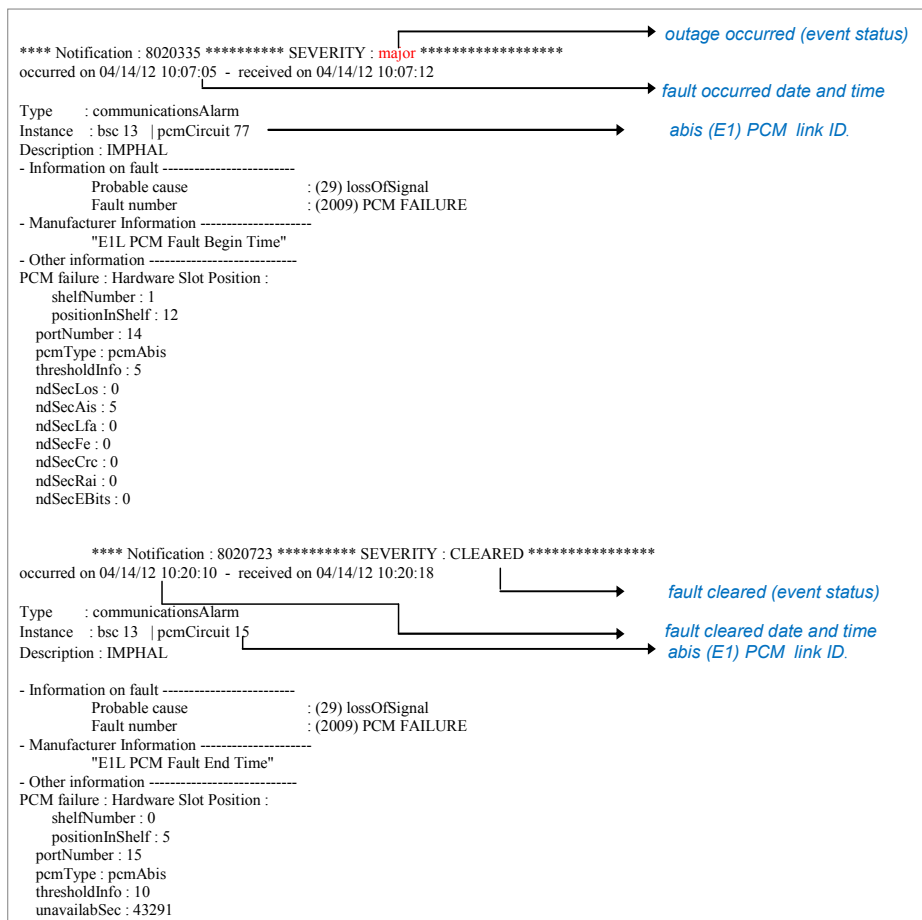 outage occurred (event status)
**** Notification : 8020335 ********** SEVERITY : major ******************
occurred on 04/14/12 10:07:05 - received on 04/14/12 10:07:12
fault occurred date and time
Type : communicationsAlarm
Instance : bsc 13 | pcmCircuit 77
abis (E1) PCM link ID.
Description : IMPHAL
- Information on fault -------------------------
Probable cause : (29) lossOfSignal
Fault number : (2009) PCM FAILURE
- Manufacturer Information ---------------------
"E1L PCM Fault Begin Time"
- Other information ----------------------------
PCM failure : Hardware Slot Position :
shelfNumber : 1
positionInShelf : 12
portNumber : 14
pcmType : pcmAbis
thresholdInfo : 5
ndSecLos : 0
ndSecAis : 5
ndSecLfa : 0
ndSecFe : 0
ndSecCrc : 0
ndSecRai : 0
ndSecEBits : 0
**** Notification : 8020723 ********** SEVERITY : CLEARED ****************
occurred on 04/14/12 10:20:10 - received on 04/14/12 10:20:18
fault cleared (event status)
Type : communicationsAlarm
Instance : bsc 13 | pcmCircuit 15
fault cleared date and time
Description : IMPHAL
abis (E1) PCM link ID.
- Information on fault -------------------------
Probable cause : (29) lossOfSignal
Fault number : (2009) PCM FAILURE
- Manufacturer Information ---------------------
"E1L PCM Fault End Time"
- Other information ----------------------------
PCM failure : Hardware Slot Position :
shelfNumber : 0
positionInShelf : 5
portNumber : 15
pcmType : pcmAbis
thresholdInfo : 10
unavailabSec : 43291